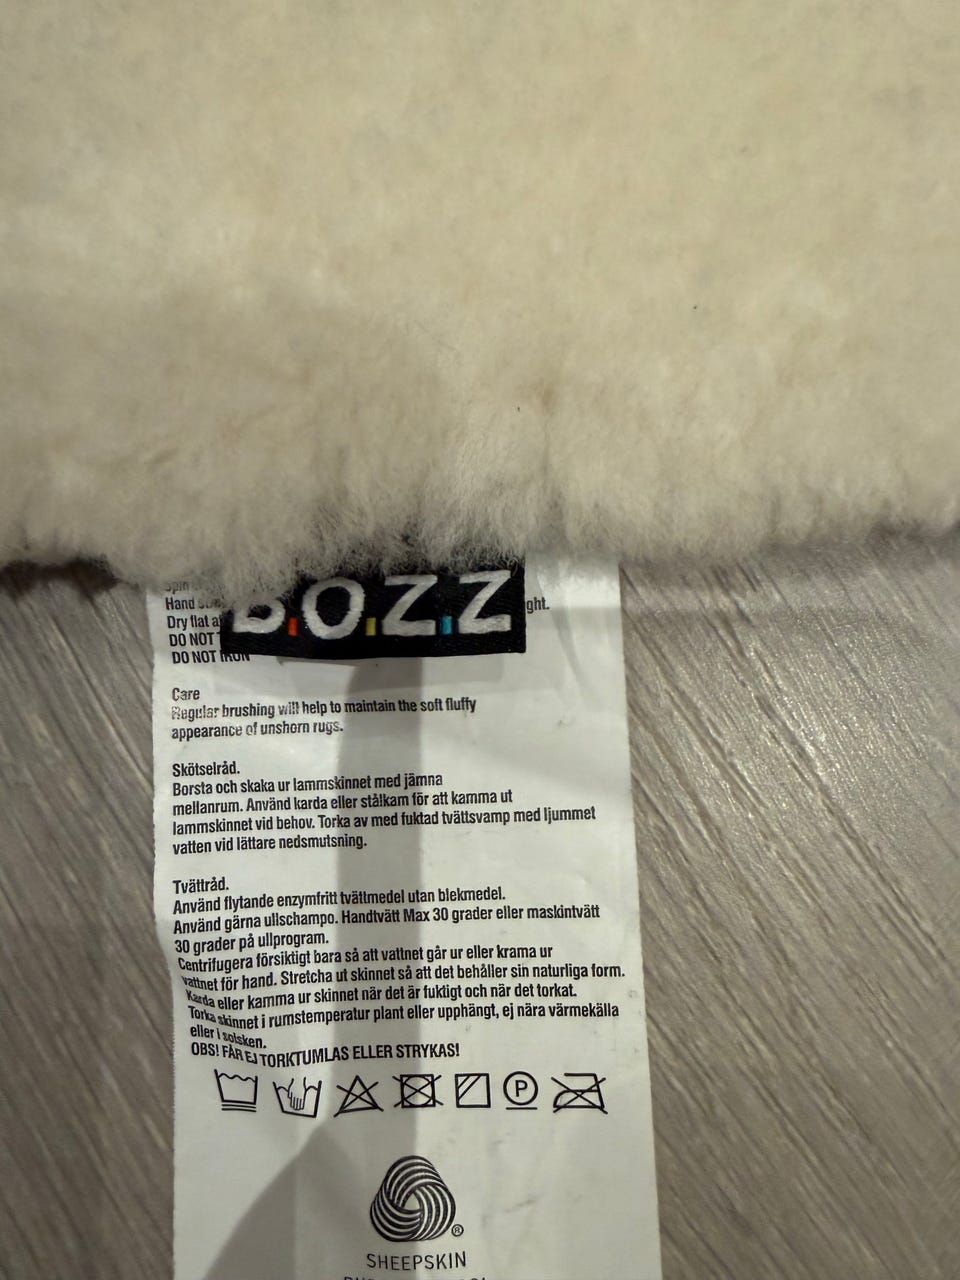 Hand
B.O.Z.Z
ght.
Dry flat
DO NOT
DO NOT IRON
Care
Regular brushing will help to maintain the soft fluffy
appearance of unshorn rugs.
Skötselråd.
Borsta och skaka ur lammskinnet med jämna
mellanrum. Använd karda eller stålkam för att kamma ut
lammskinnet vid behov. Torka av med fuktad tvättsvamp med ljummet
vatten vid lättare nedsmutsning.
Tvättråd.
Använd flytande enzymfritt tvättmedel utan blekmedel.
Använd gärna ullschampo. Handtvätt Max 30 grader eller maskintvätt
30 grader på ullprogram.
Centrifugera försiktigt bara så att vattnet går ur eller krama ur
vattnet för hand. Stretcha ut skinnet så att det behåller sin naturliga form.
Karda eller kamma ur skinnet när det är fuktigt och när det torkat.
Torka skinnet i rumstemperatur plant eller upphängt, ej nära värmekälla
eller i solsken.
OBS! FÅR EJ TORKTUMLAS ELLER STRYKAS!
P
®
SHEEPSKIN